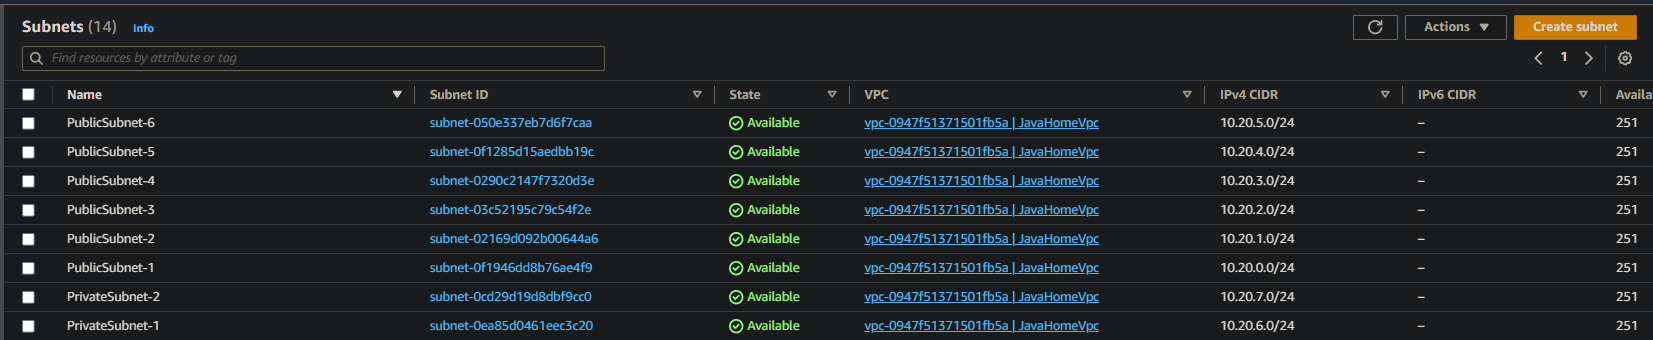 Subnets (14) Info Actions Create subnet
Find resources by attribute or tag 1
Name Subnet ID State VPC IPv4 CIDR IPv6 CIDR Availa
PublicSubnet-6 subnet-050e337eb7d6f7caa Available vpc-0947f51371501fb5a | JavaHomeVpc 10.20.5.0/24 – 251
PublicSubnet-5 subnet-0f1285d15aedbb19c Available vpc-0947f51371501fb5a | JavaHomeVpc 10.20.4.0/24 – 251
PublicSubnet-4 subnet-0290c2147f7320d3e Available vpc-0947f51371501fb5a | JavaHomeVpc 10.20.3.0/24 – 251
PublicSubnet-3 subnet-03c52195c79c54f2e Available vpc-0947f51371501fb5a | JavaHomeVpc 10.20.2.0/24 – 251
PublicSubnet-2 subnet-02169d092b00644a6 Available vpc-0947f51371501fb5a | JavaHomeVpc 10.20.1.0/24 – 251
PublicSubnet-1 subnet-0f1946dd8b76ae4f9 Available vpc-0947f51371501fb5a | JavaHomeVpc 10.20.0.0/24 – 251
PrivateSubnet-2 subnet-0cd29d19d8dbf9cc0 Available vpc-0947f51371501fb5a | JavaHomeVpc 10.20.7.0/24 – 251
PrivateSubnet-1 subnet-0ea85d0461eec3c20 Available vpc-0947f51371501fb5a | JavaHomeVpc 10.20.6.0/24 – 251